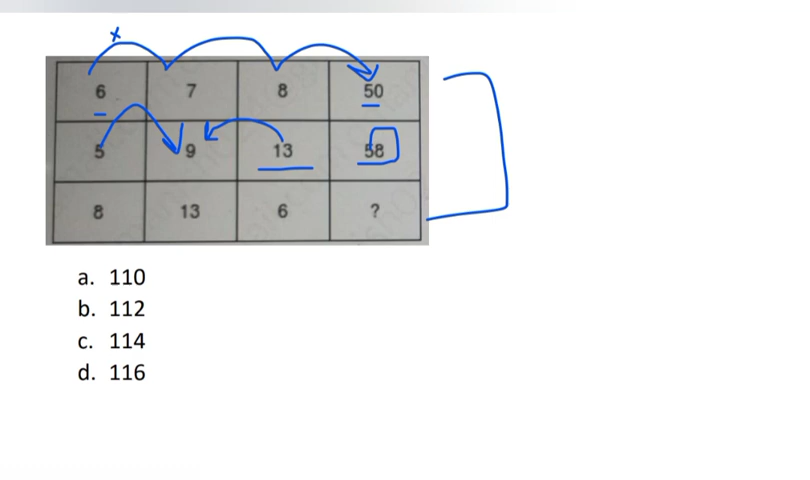 x
6 7 8 50
5 9 13 58
8 13 6 ?
a. 110
b. 112
c. 114
d. 116